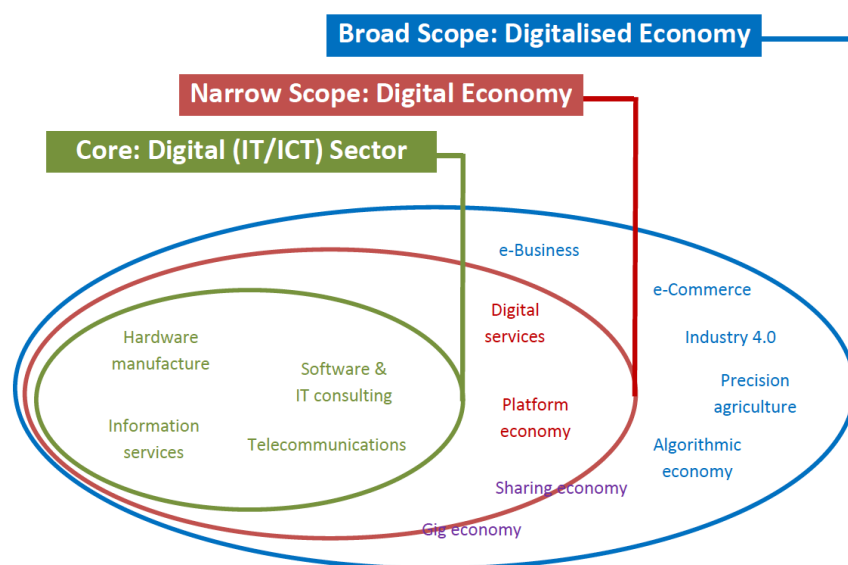 Broad Scope: Digitalised Economy
Narrow Scope: Digital Economy
Core: Digital (IT/ICT) Sector
e-Business
e-Commerce
Digital
services
Industry 4.0
Hardware
manufacture
Software &
IT consulting
Precision
agriculture
Platform
economy
Information
services
Telecommunications
Algorithmic
economy
Sharing economy
Gig economy